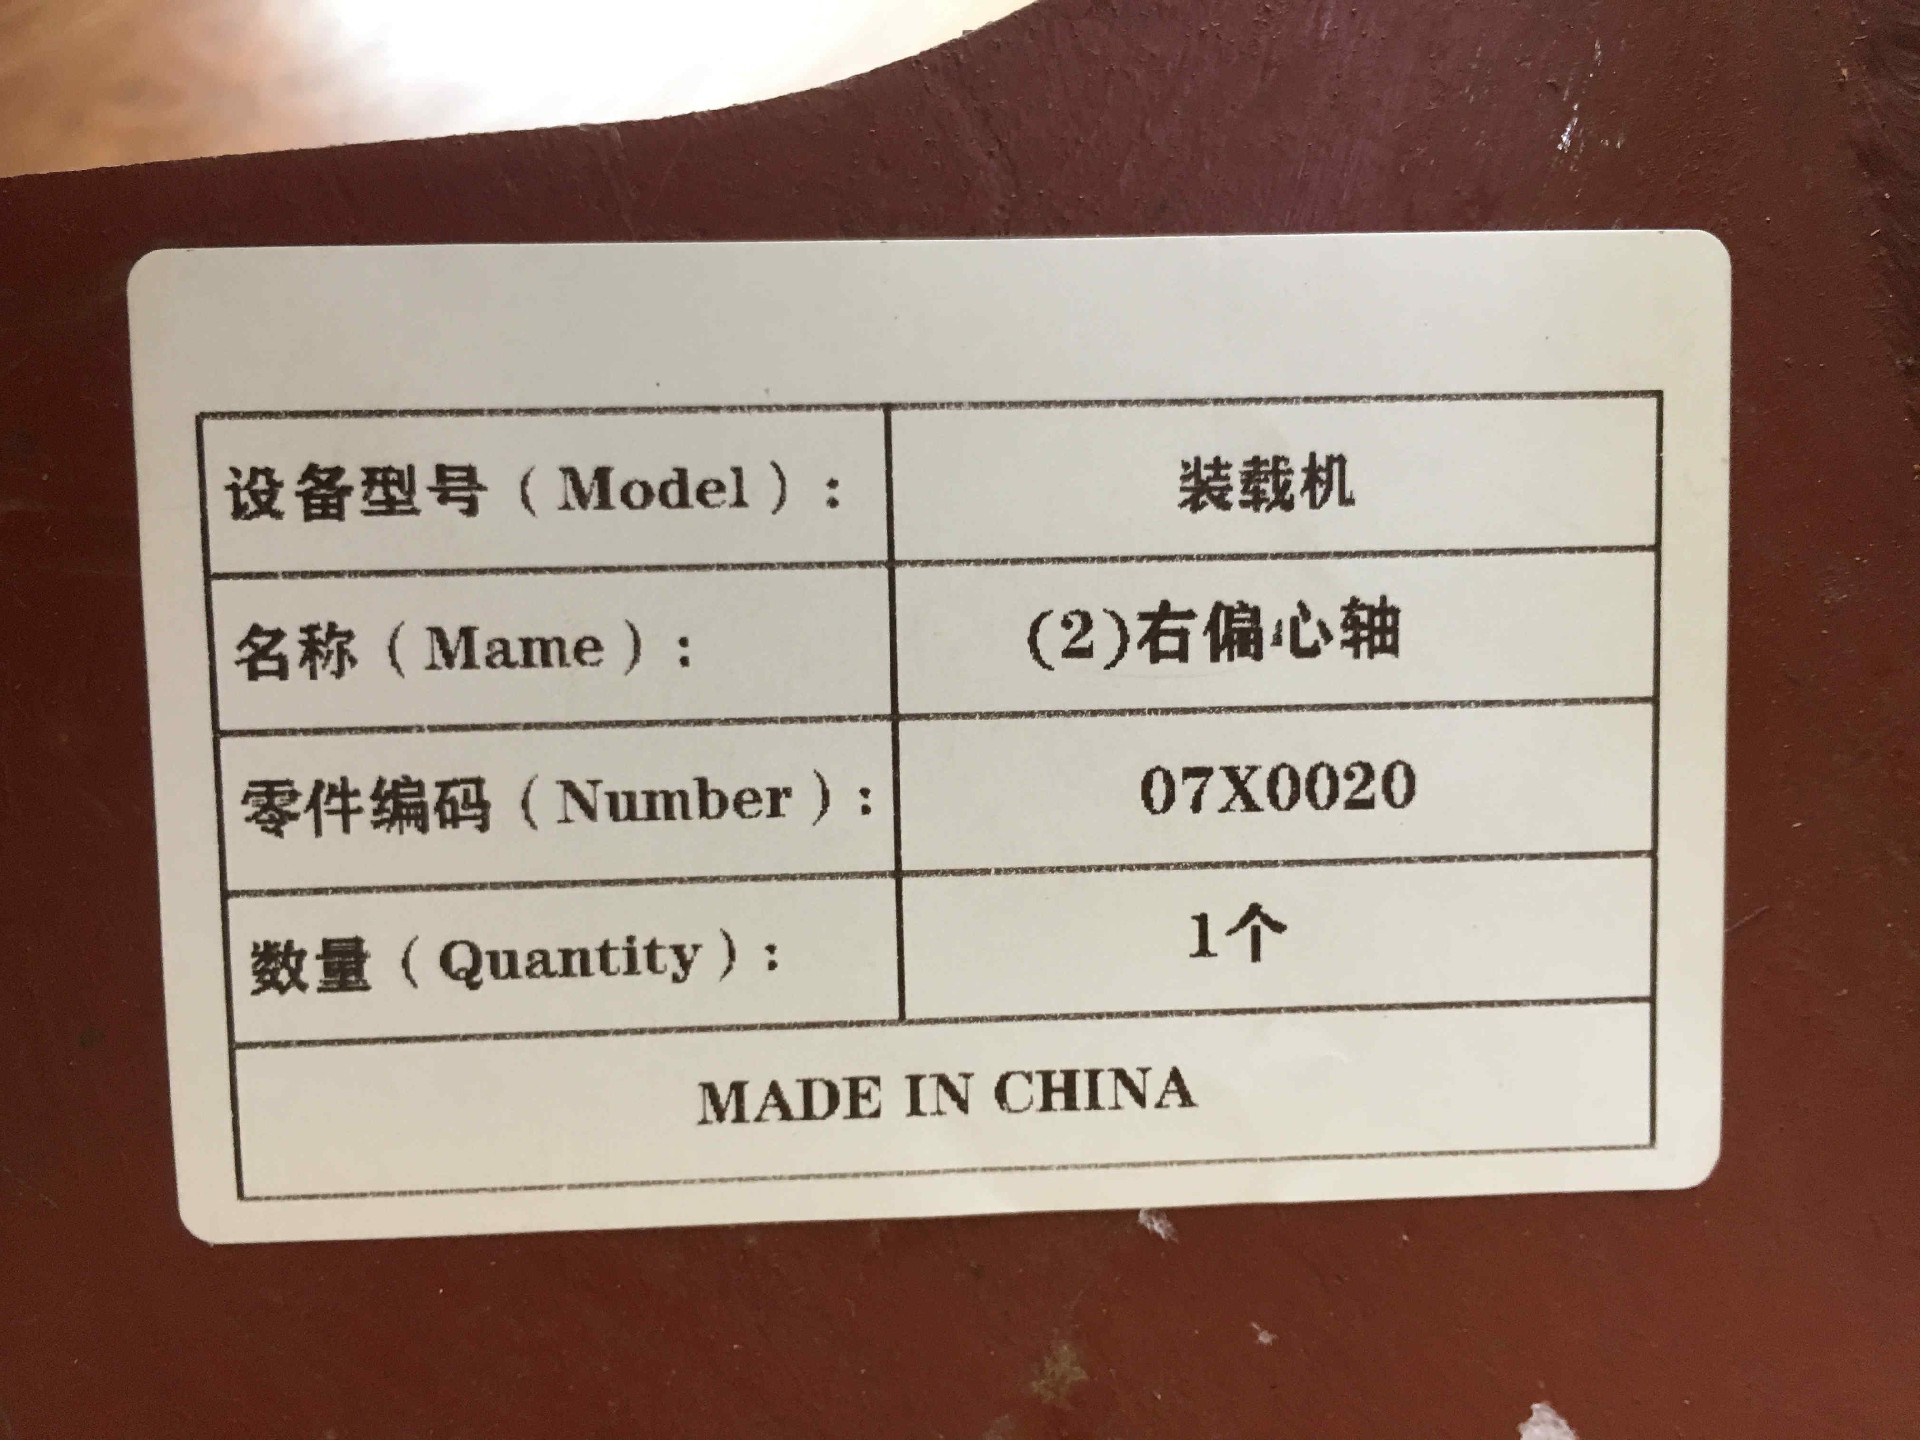 设备型号（Model）： 装载机
名称（Mame）： (2)右偏心轴
零件编码（Number）： 07X0020
数量（Quantity）： 1个
MADE IN CHINA